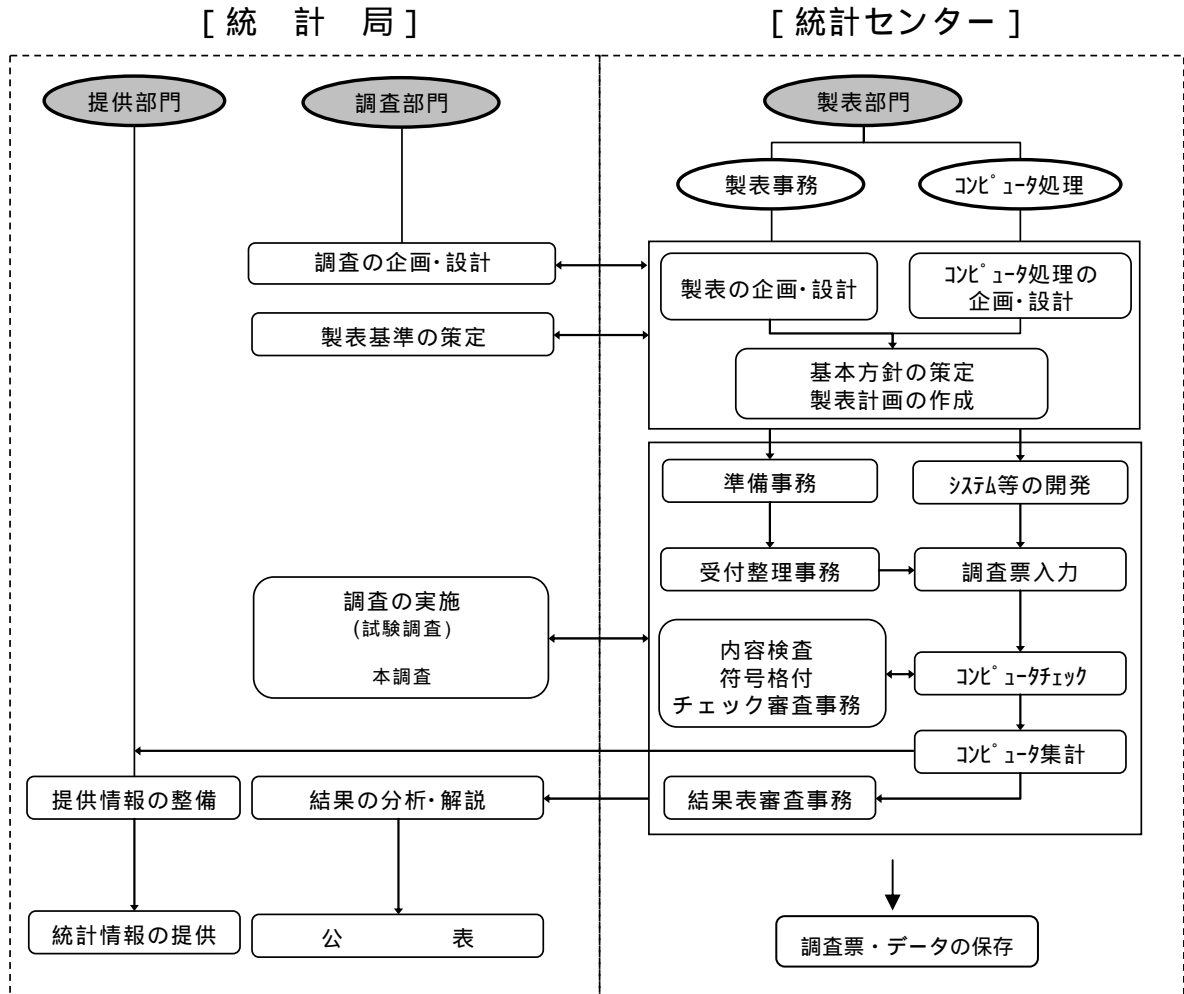 [ 統 計 局 ]
[ 統計センター ]
提供部門
調査部門
製表部門
製表事務
コンピュータ処理
調査の企画・設計
製表の企画・設計
コンピュータ処理の
企画・設計
製表基準の策定
基本方針の策定
製表計画の作成
準備事務
システム等の開発
受付整理事務
調査票入力
調査の実施
(試験調査)
本調査
内容検査
符号格付
チェック審査事務
コンピュータチェック
コンピュータ集計
提供情報の整備
結果の分析・解説
結果表審査事務
統計情報の提供
公 表
調査票・データの保存